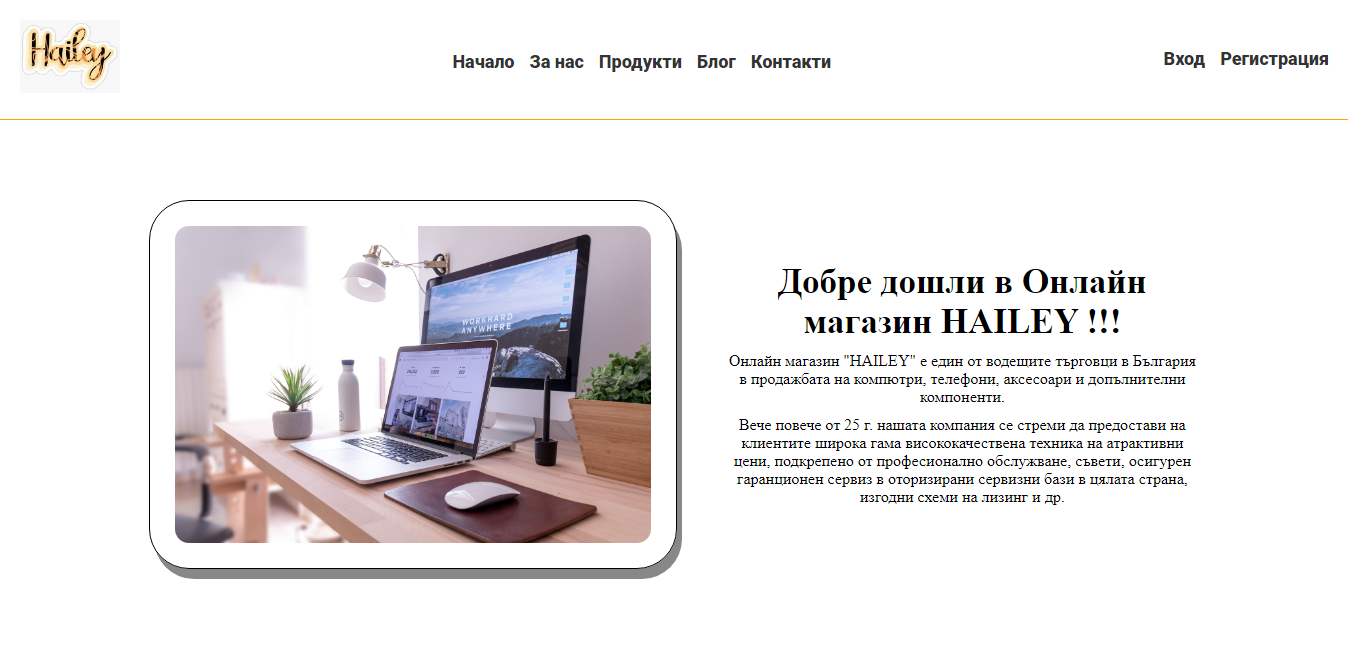 Hailey
Начало За нас Продукти Блог Контакти
Вход Регистрация
WORKHARD
ANYWHERE
Добре дошли в Онлайн
магазин HAILEY !!!
Онлайн магазин "HAILEY" е един от водещите търговци в България
в продажбата на компютри, телефони, аксесоари и допълнителни
компоненти.
Вече повече от 25 г. нашата компания се стреми да предостави на
клиентите широка гама висококачествена техника на атрактивни
цени, подкрепено от професионално обслужване, съвети, осигурен
гаранционен сервиз в оторизирани сервизни бази в цялата страна,
изгодни схеми на лизинг и др.